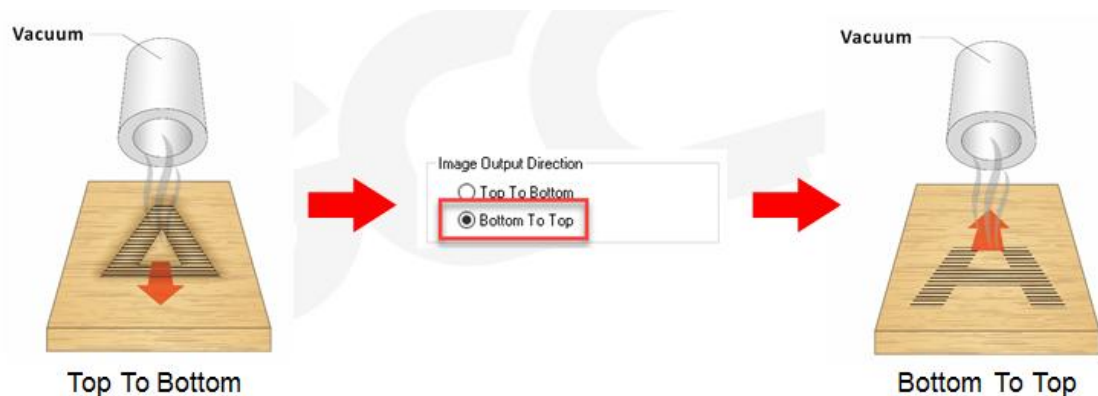 Vacuum
Vacuum
Image Output Direction
Top To Bottom
Bottom To Top
Top To Bottom
Bottom To Top